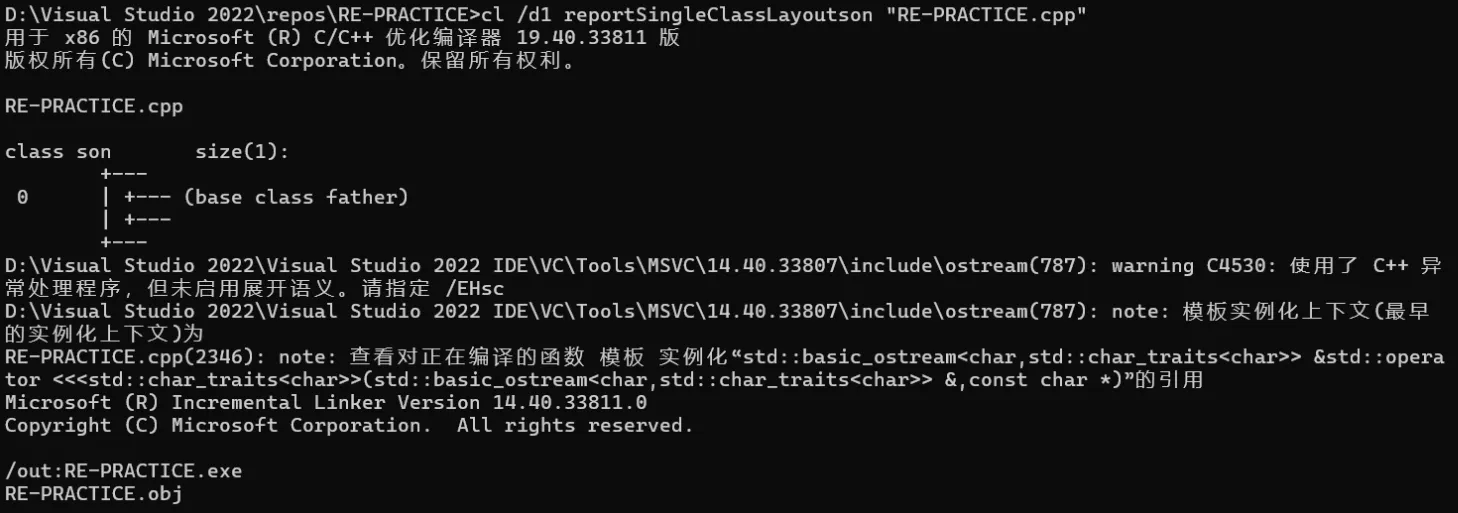 D:\Visual Studio 2022\repos\RE-PRACTICE>cl /d1 reportSingleClassLayoutson "RE-PRACTICE.cpp"
用于 x86 的 Microsoft (R) C/C++ 优化编译器 19.40.33811 版
版权所有(C) Microsoft Corporation。保留所有权利。

RE-PRACTICE.cpp

class son       size(1):
        +---
 0      | +--- (base class father)
        | +---
        +---
D:\Visual Studio 2022\Visual Studio 2022 IDE\VC\Tools\MSVC\14.40.33807\include\ostream(787): warning C4530: 使用了 C++ 异
常处理程序，但未启用展开语义。请指定 /EHsc
D:\Visual Studio 2022\Visual Studio 2022 IDE\VC\Tools\MSVC\14.40.33807\include\ostream(787): note: 模板实例化上下文(最早
的实例化上下文)为
RE-PRACTICE.cpp(2346): note: 查看对正在编译的函数 模板 实例化“std::basic_ostream<char,std::char_traits<char>> &std::opera
tor <<<std::char_traits<char>>(std::basic_ostream<char,std::char_traits<char>> &,const char *)”的引用
Microsoft (R) Incremental Linker Version 14.40.33811.0
Copyright (C) Microsoft Corporation.  All rights reserved.

/out:RE-PRACTICE.exe
RE-PRACTICE.obj